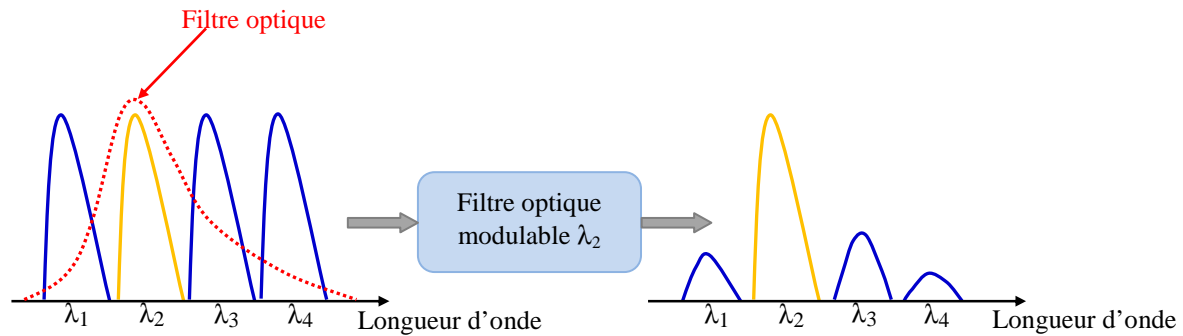 Filtre optique
Filtre optique
modulable λ2
λ1 λ2 λ3 λ4 Longueur d'onde
λ1 λ2 λ3 λ4 Longueur d'onde